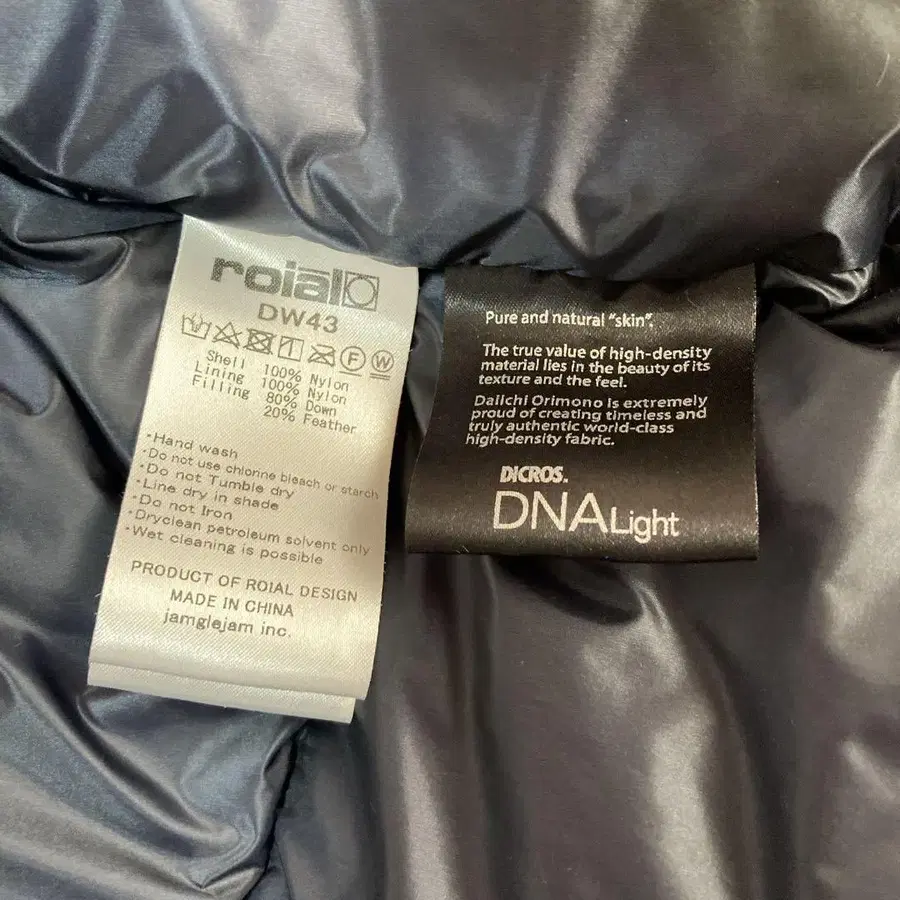 roial
DW43
F W
Shell 100% Nylon
Lining 100% Nylon
Filling 80% Down
20% Feather
·Hand wash
·Do not use chlorine bleach or starch
·Do not Tumble dry
·Line dry in shade
·Do not Iron
·Dryclean petroleum solvent only
·Wet cleaning is possible
PRODUCT OF ROIAL DESIGN
MADE IN CHINA
jamglejam inc.
Pure and natural "skin".
The true value of high-density
material lies in the beauty of its
texture and the feel.
Daiichi Orimono is extremely
proud of creating timeless and
truly authentic world-class
high-density fabric.
DICROS.
DNALight